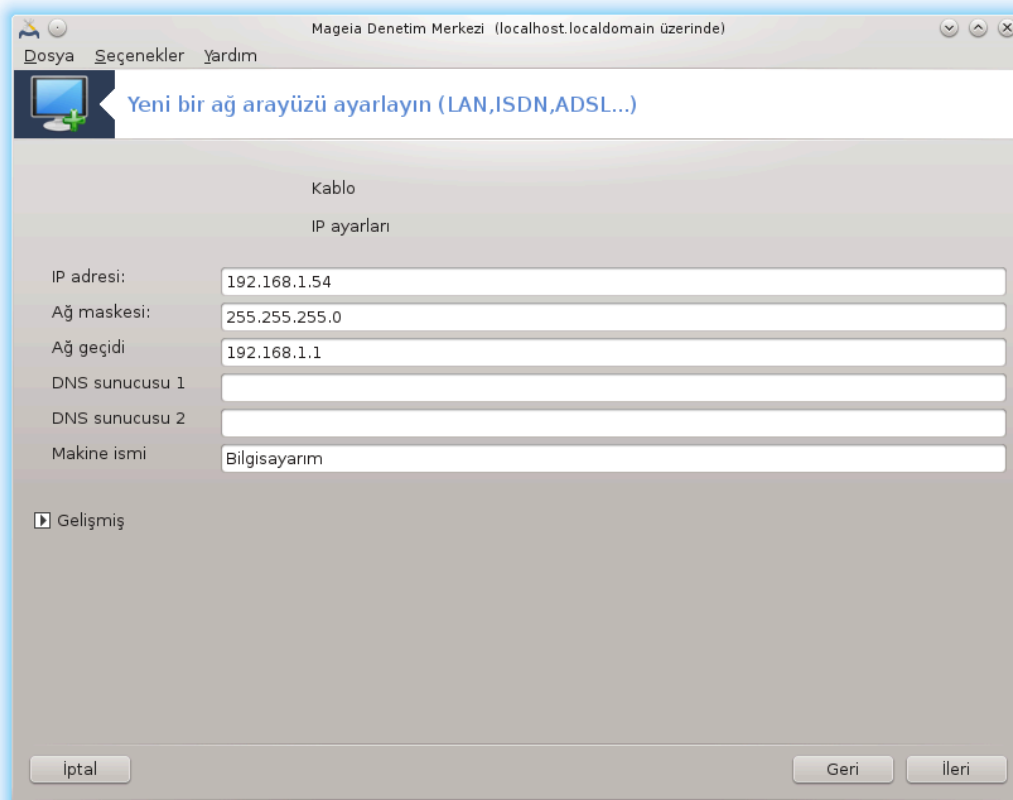 Mageia Denetim Merkezi (localhost.localdomain üzerinde)
Dosya Seçenekler Yardım
Yeni bir ağ arayüzü ayarlayın (LAN,ISDN,ADSL...)
Kablo
IP ayarları
IP adresi: 192.168.1.54
Ağ maskesi: 255.255.255.0
Ağ geçidi 192.168.1.1
DNS sunucusu 1
DNS sunucusu 2
Makine ismi Bilgisayarım
Gelişmiş
İptal Geri İleri